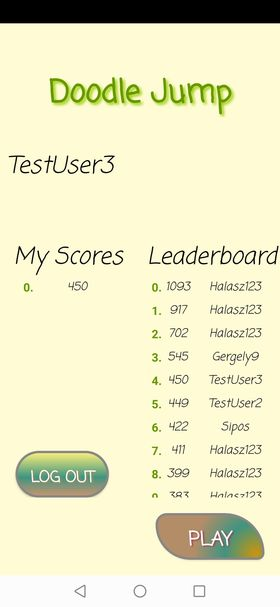 Doodle Jump
TestUser3
My Scores
0. 450
Leaderboard
0. 1093 Halasz123
1. 917 Halasz123
2. 702 Halasz123
3. 545 Gergely9
4. 450 TestUser3
5. 449 TestUser2
6. 422 Sipos
7. 411 Halasz123
8. 399 Halasz123
9. 383 Halasz123
LOG OUT
PLAY